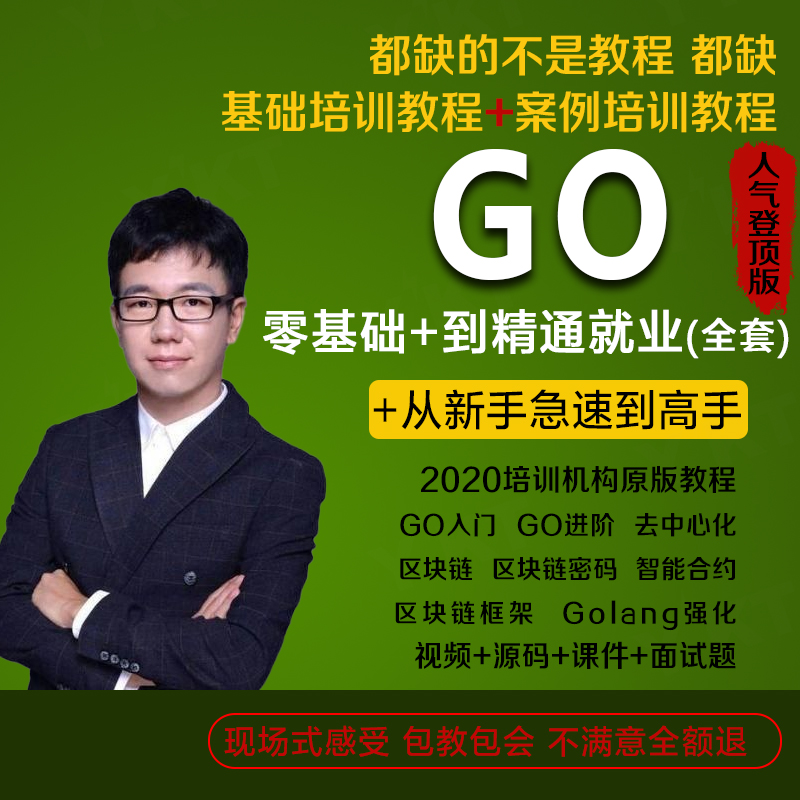 都缺的不是教程 都缺
基础培训教程+案例培训教程
GO
人气登顶版
零基础+到精通就业(全套)
+从新手急速到高手
2020培训机构原版教程
GO入门 GO进阶 去中心化
区块链 区块链密码 智能合约
区块链框架 Golang强化
视频+源码+课件+面试题
现场式感受 包教包会 不满意全额退